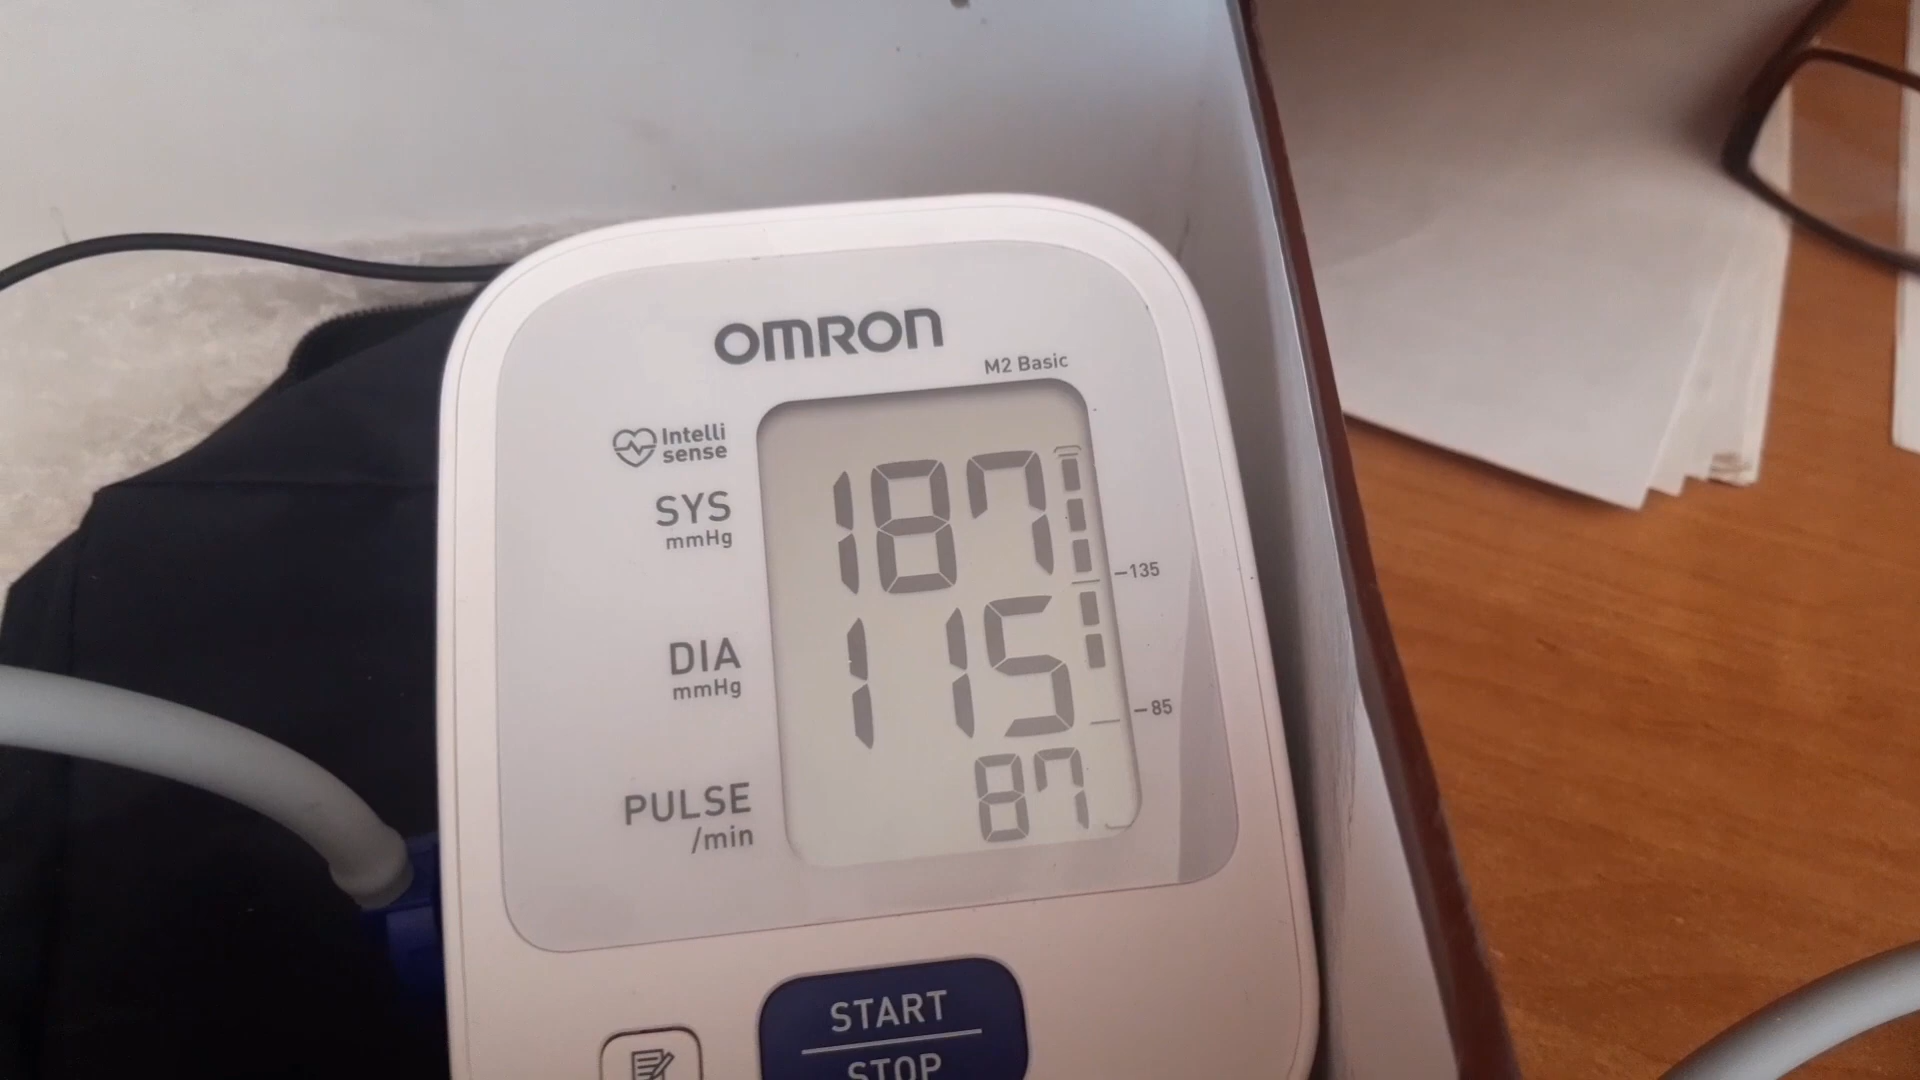 OMRON
M2 Basic
Intelli
sense
SYS
mmHg
187
-135
DIA
mmHg
115
-85
PULSE
/min
87
START
STOP